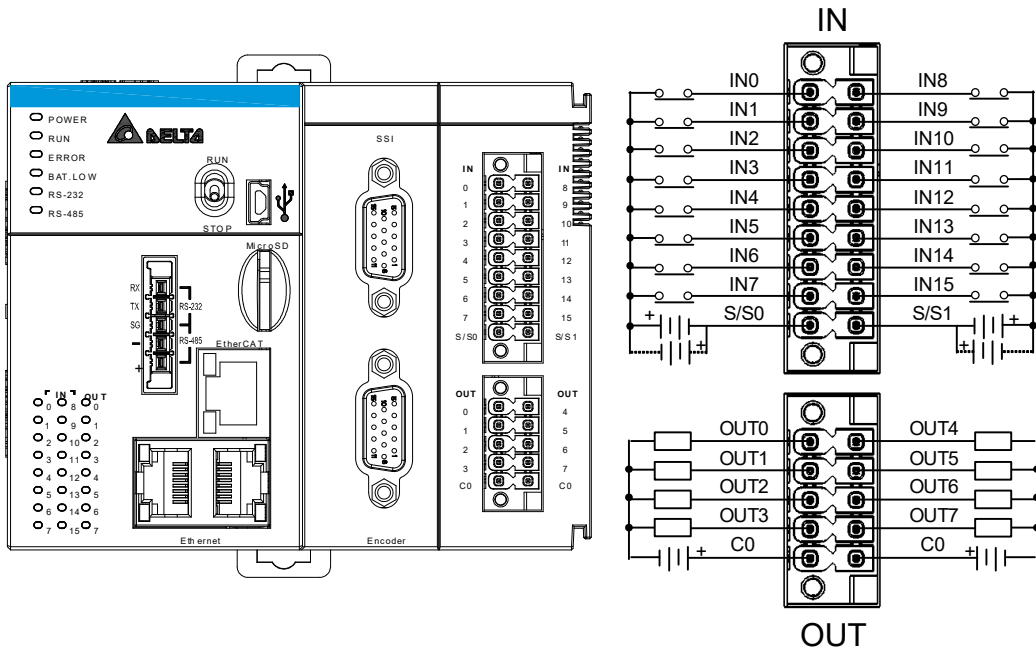 POWER
RUN
ERROR
BAT.LOW
RS-232
RS-485
DELTA
RUN
STOP
MicroSD
RX
TX
SG
–
+
RS-232
RS-485
EtherCAT
IN OUT
0 8 0
1 9 1
2 10 2
3 11 3
4 12 4
5 13 5
6 14 6
7 15 7
Ethernet
SSI
Encoder
IN IN
0 8
1 9
2 10
3 11
4 12
5 13
6 14
7 15
S/S0 S/S1
OUT OUT
0 4
1 5
2 6
3 7
C0 C0
IN
IN0 IN8
IN1 IN9
IN2 IN10
IN3 IN11
IN4 IN12
IN5 IN13
IN6 IN14
IN7 IN15
+ S/S0 S/S1 +
+ +
OUT0 OUT4
OUT1 OUT5
OUT2 OUT6
OUT3 OUT7
+ C0 C0 +
OUT